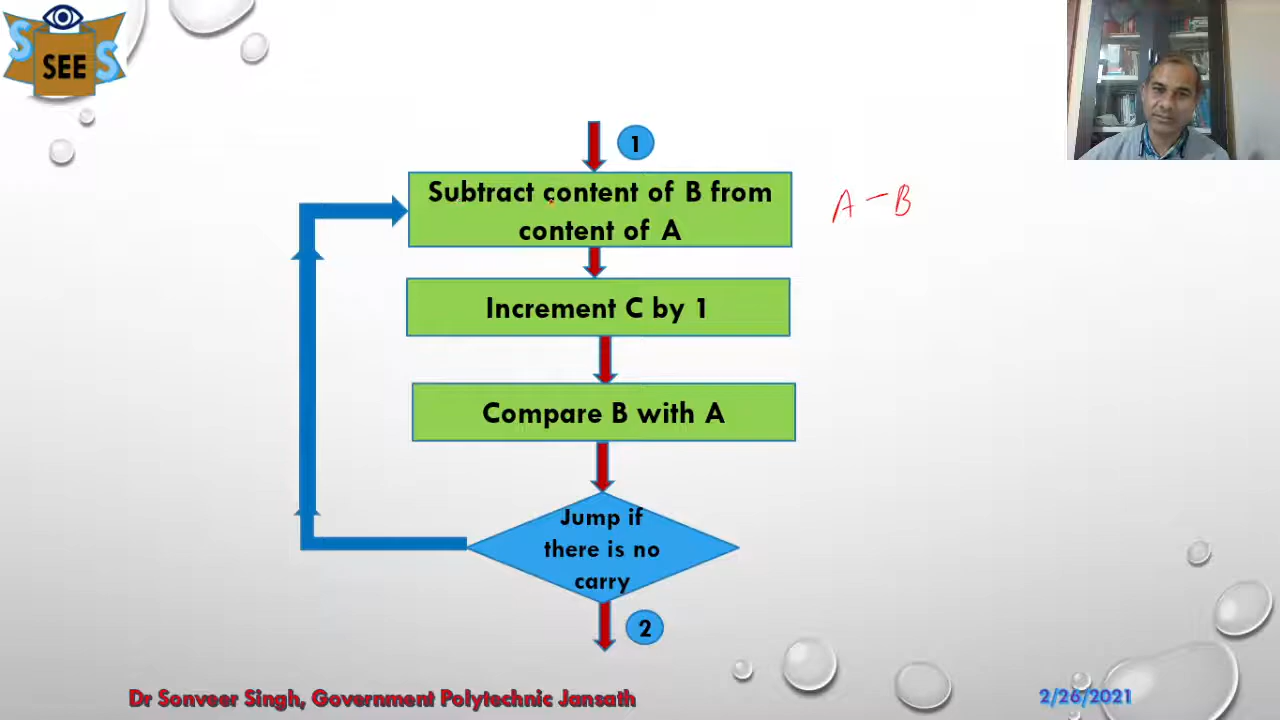 S SEE S
1
Subtract content of B from
content of A
A - B
Increment C by 1
Compare B with A
Jump if
there is no
carry
2
Dr Sonveer Singh, Government Polytechnic Jansath
2/26/2021